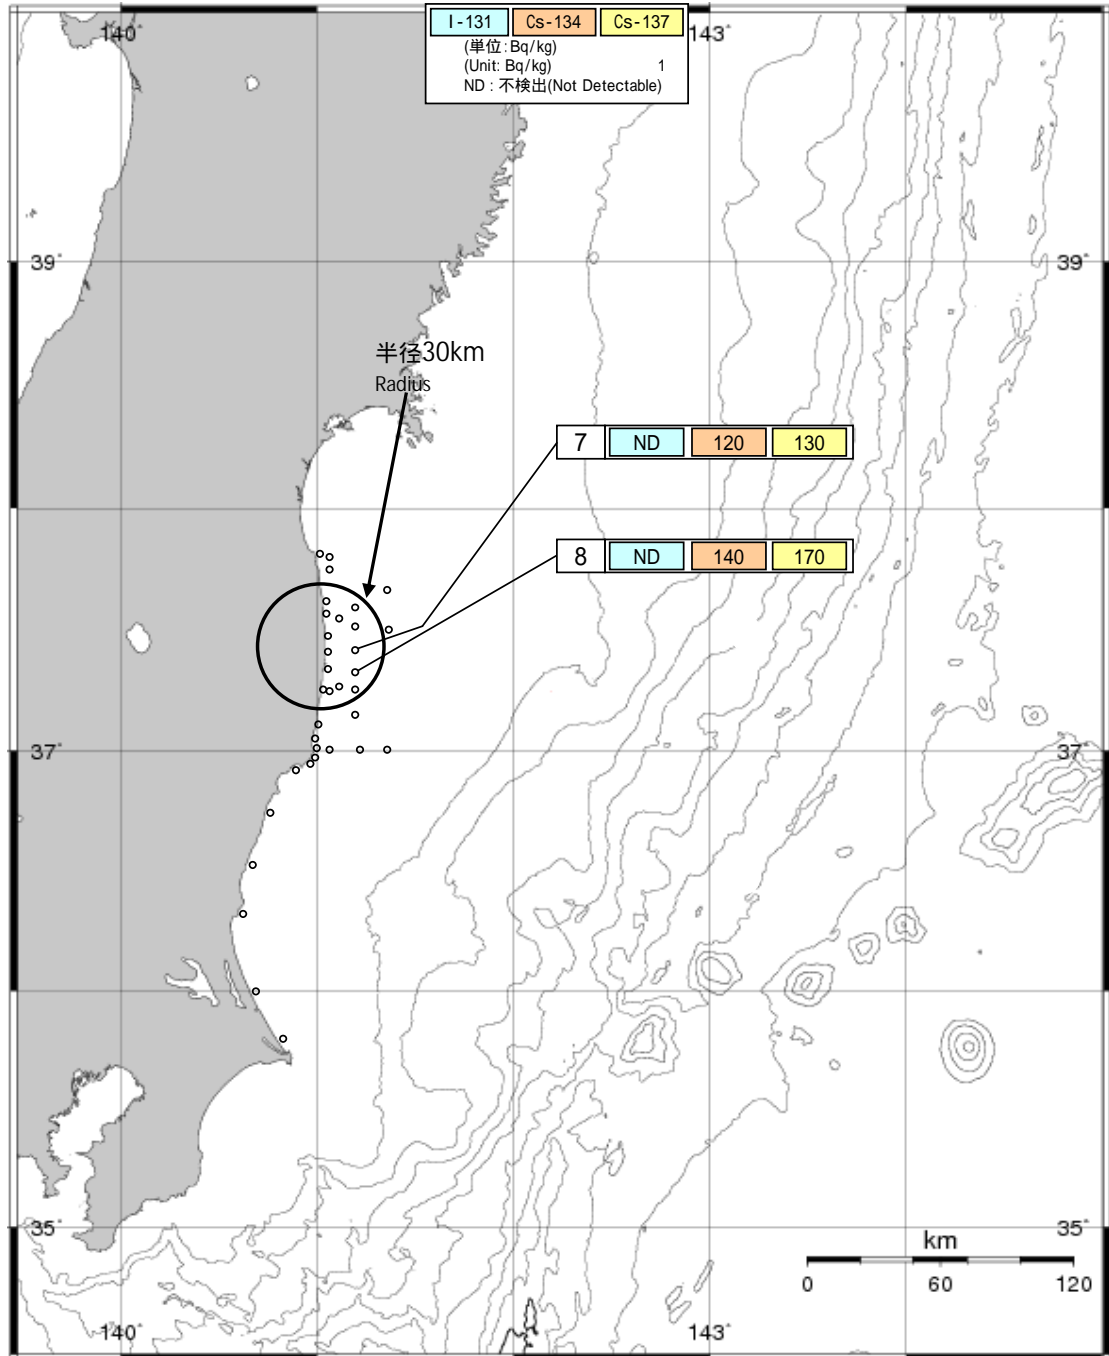 140°
143°
I-131 Cs-134 Cs-137
(単位: Bq/kg)
(Unit: Bq/kg) 1
ND : 不検出(Not Detectable)
39° 39°
半径30km
Radius
7 ND 120 130
8 ND 140 170
37° 37°
35° 35°
km
0 60 120
140° 143°